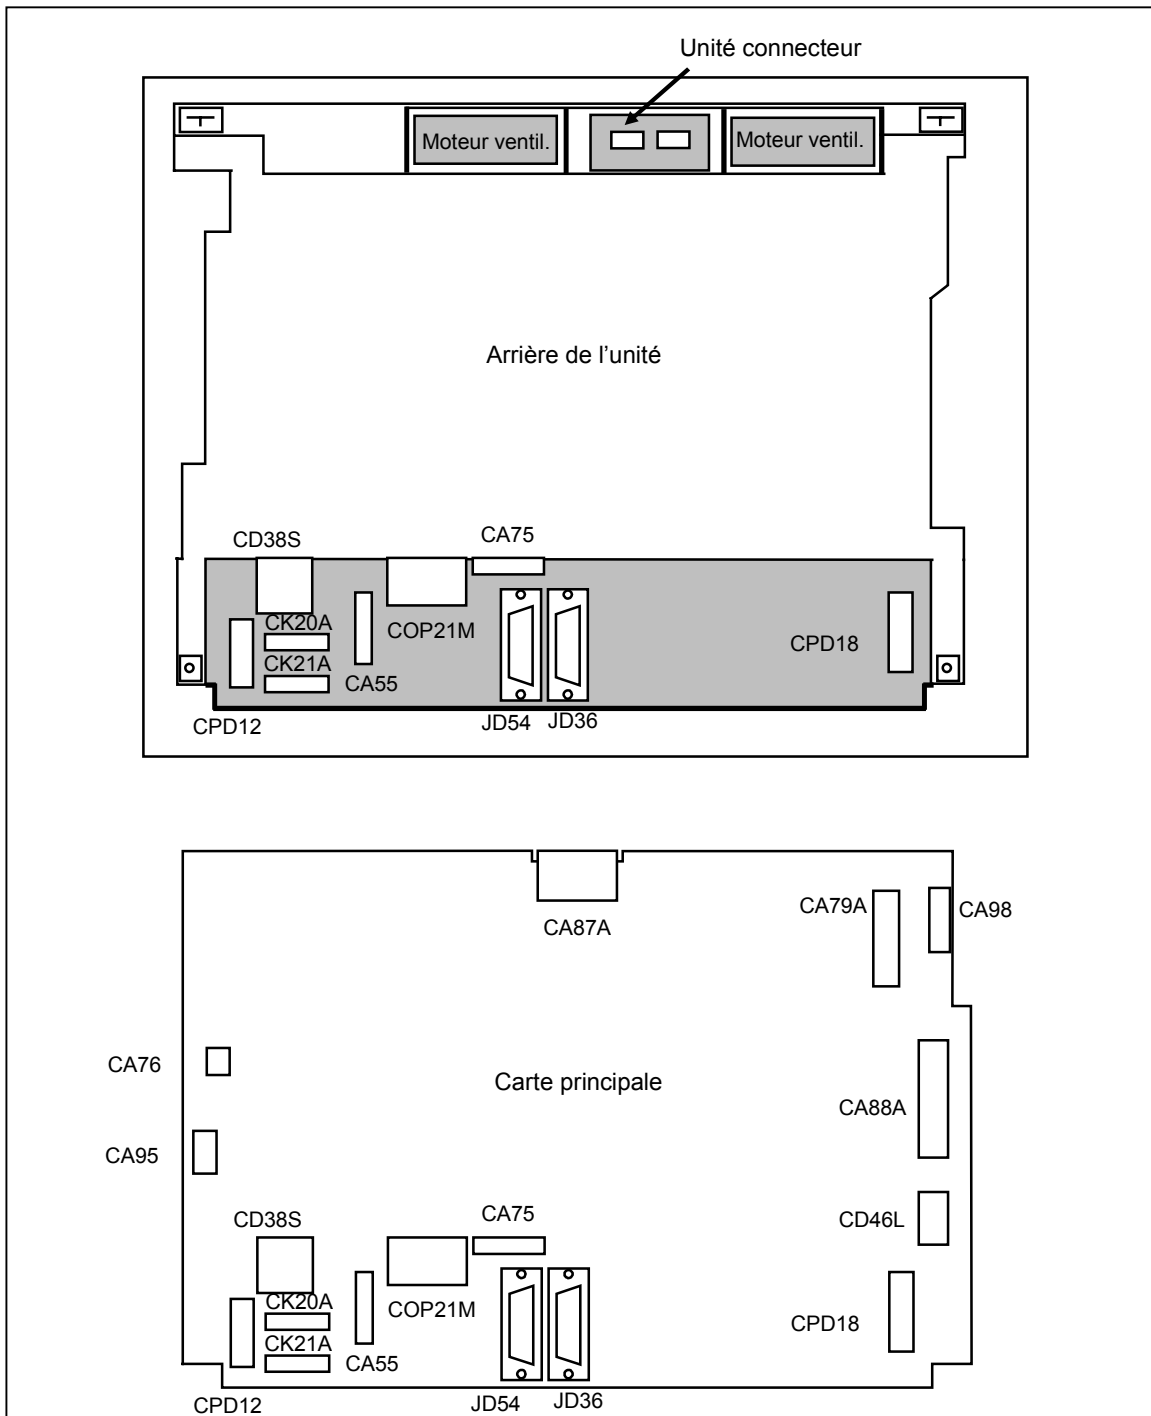 Unité connecteur
Moteur ventil.
Moteur ventil.
Arrière de l'unité
CD38S
CA75
CK20A
COP21M
CPD18
CK21A
CA55
CPD12
JD54
JD36
CA79A
CA98
CA87A
CA76
Carte principale
CA88A
CA95
CD38S
CA75
CD46L
CK20A
COP21M
CPD18
CK21A
CA55
CPD12
JD54
JD36